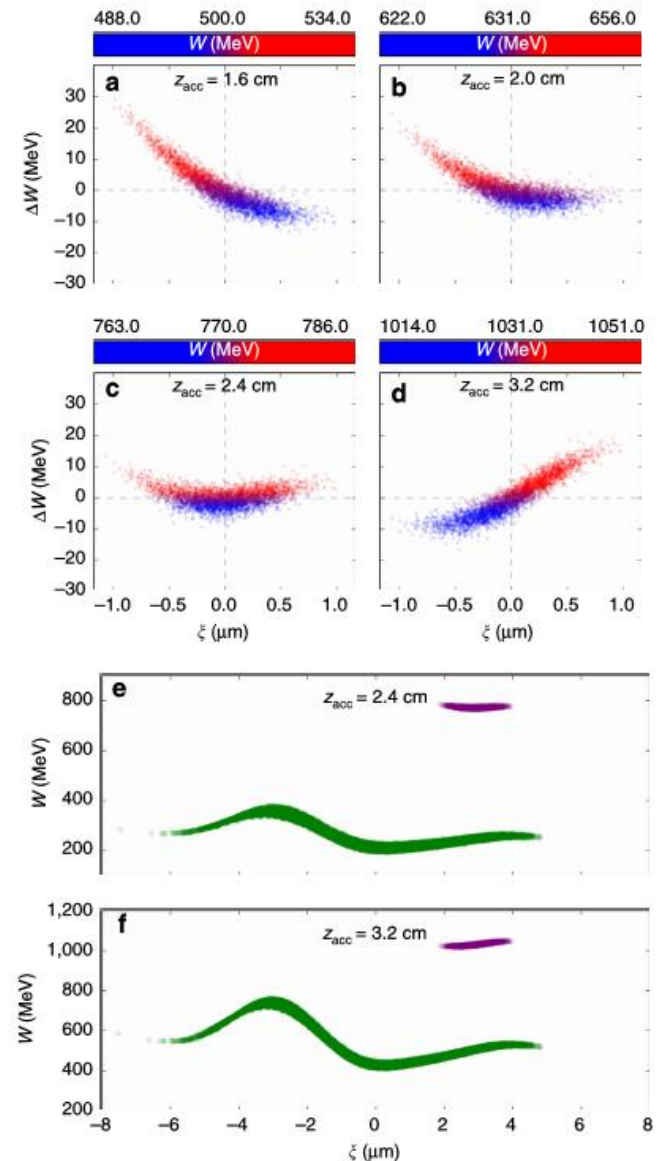 488.0 500.0 534.0 622.0 631.0 656.0
W (MeV) W (MeV)
a z_acc = 1.6 cm b z_acc = 2.0 cm
30
20
10
0
−10
−20
−30
ΔW (MeV)
763.0 770.0 786.0 1014.0 1031.0 1051.0
W (MeV) W (MeV)
c z_acc = 2.4 cm d z_acc = 3.2 cm
30
20
10
0
−10
−20
−30
ΔW (MeV)
−1.0 −0.5 0.0 0.5 1.0 −1.0 −0.5 0.0 0.5 1.0
ξ (μm) ξ (μm)
e z_acc = 2.4 cm
800
600
400
200
W (MeV)
f z_acc = 3.2 cm
1,200
1,000
800
600
400
200
W (MeV)
−8 −6 −4 −2 0 2 4 6 8
ξ (μm)